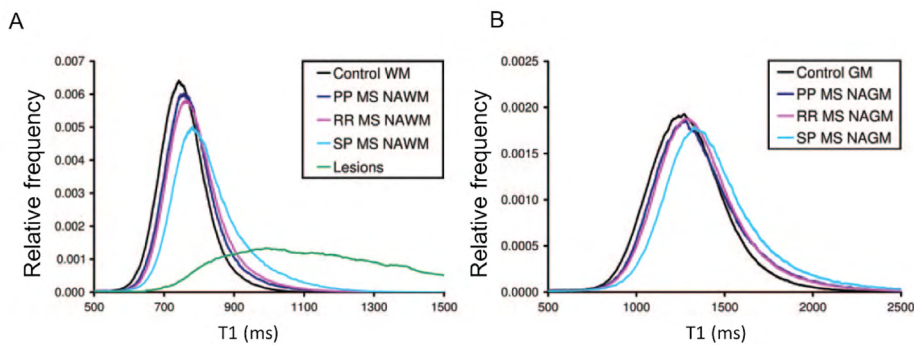 A
Relative frequency
0.007
0.006
0.005
0.004
0.003
0.002
0.001
0.000
500
700
900
1100
1300
1500
T1 (ms)
Control WM
PP MS NAWM
RR MS NAWM
SP MS NAWM
Lesions
B
Relative frequency
0.0025
0.0020
0.0015
0.0010
0.0005
0.0000
500
1000
1500
2000
2500
T1 (ms)
Control GM
PP MS NAGM
RR MS NAGM
SP MS NAGM